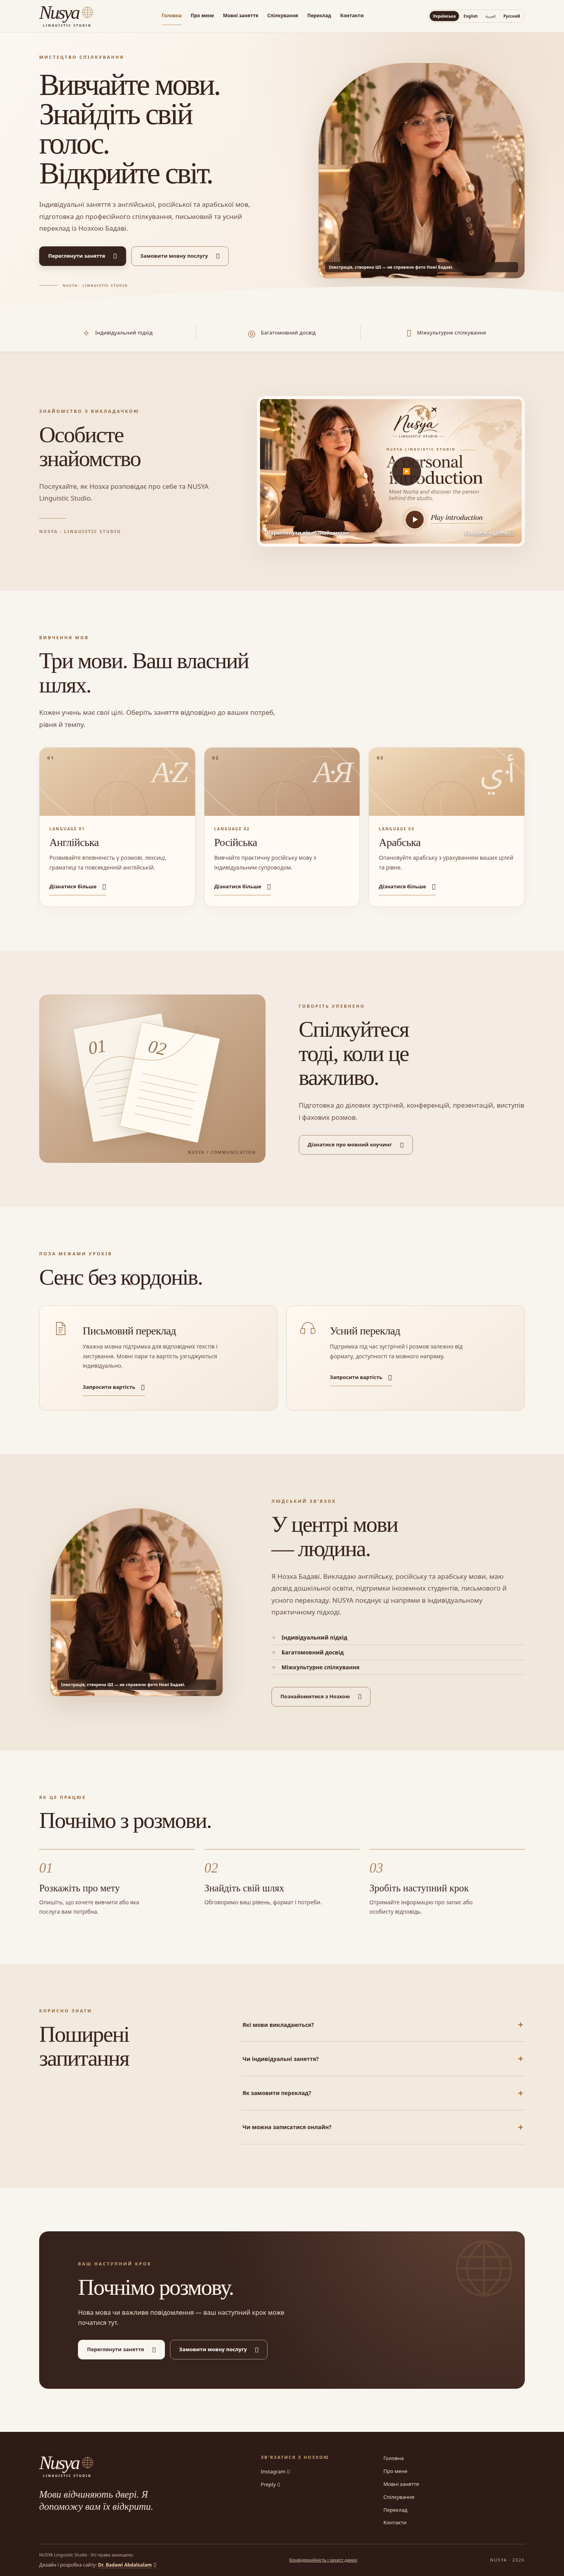 Nusya
LINGUISTIC STUDIO
Головна Про мене Мовні заняття Спілкування Переклад Контакти
Українська English العربية Русский
МИСТЕЦТВО СПІЛКУВАННЯ
Вивчайте мови.
Знайдіть свій
голос.
Відкрийте світ.
Індивідуальні заняття з англійської, російської та арабської мов,
підготовка до професійного спілкування, письмовий та усний
переклад із Нозхою Бадаві.
Переглянути заняття
Замовити мовну послугу
NUSYA · LINGUISTIC STUDIO
Ілюстрація, створена ШІ — не справжнє фото Ножі Бадаві.
Індивідуальний підхід
Багатомовний досвід
Міжкультурне спілкування
ЗНАЙОМСТВО З ВИКЛАДАЧКОЮ
Особисте
знайомство
Послухайте, як Нозха розповідає про себе та NUSYA
Linguistic Studio.
NUSYA · LINGUISTIC STUDIO
Nusya
LINGUISTIC STUDIO
NUSYA LINGUISTIC STUDIO
A personal
introduction
Meet Nozha and discover the person
behind the studio.
Play introduction
ВИВЧЕННЯ МОВ
Три мови. Ваш власний
шлях.
Кожен учень має свої цілі. Оберіть заняття відповідно до ваших потреб,
рівня й темпу.
01
A·Z
LANGUAGE 01
Англійська
Розвивайте впевненість у розмові, лексиці,
граматиці та повсякденній англійській.
Дізнатися більше
02
А·Я
LANGUAGE 02
Російська
Вивчайте практичну російську мову з
індивідуальним супроводом.
Дізнатися більше
03
أ·ي
LANGUAGE 03
Арабська
Опановуйте арабську з урахуванням ваших цілей
та рівня.
Дізнатися більше
01
02
NUSYA / COMMUNICATION
ГОВОРІТЬ УПЕВНЕНО
Спілкуйтеся
тоді, коли це
важливо.
Підготовка до ділових зустрічей, конференцій, презентацій, виступів
і фахових розмов.
Дізнатися про мовний коучинг
ПОЗА МЕЖАМИ УРОКІВ
Сенс без кордонів.
Письмовий переклад
Уважна мовна підтримка для відповідних текстів і
листування. Мовні пари та вартість узгоджуються
індивідуально.
Запросити вартість
Усний переклад
Підтримка під час зустрічей і розмов залежно від
формату, доступності та мовного напряму.
Запросити вартість
Ілюстрація, створена ШІ — не справжнє фото Ножі Бадаві.
ЛЮДСЬКИЙ ЗВ'ЯЗОК
У центрі мови
— людина.
Я Нозха Бадаві. Викладаю англійську, російську та арабську мови, маю
досвід дошкільної освіти, підтримки іноземних студентів, письмового й
усного перекладу. NUSYA поєднує ці напрями в індивідуальному
практичному підході.
Індивідуальний підхід
Багатомовний досвід
Міжкультурне спілкування
Познайомитися з Нозхою
ЯК ЦЕ ПРАЦЮЄ
Почнімо з розмови.
01
Розкажіть про мету
Опишіть, що хочете вивчити або яка
послуга вам потрібна.
02
Знайдіть свій шлях
Обговоримо ваш рівень, формат і потреби.
03
Зробіть наступний крок
Отримайте інформацію про запис або
особисту відповідь.
КОРИСНО ЗНАТИ
Поширені
запитання
Які мови викладаються? +
Чи індивідуальні заняття? +
Як замовити переклад? +
Чи можна записатися онлайн? +
ВАШ НАСТУПНИЙ КРОК
Почнімо розмову.
Нова мова чи важливе повідомлення — ваш наступний крок може
початися тут.
Переглянути заняття
Замовити мовну послугу
Nusya
LINGUISTIC STUDIO
Мови відчиняють двері. Я
допоможу вам їх відкрити.
ЗВ'ЯЗАТИСЯ З НОЗХОЮ
Instagram
Preply
Головна
Про мене
Мовні заняття
Спілкування
Переклад
Контакти
NUSYA Linguistic Studio · Усі права захищено.
Дизайн і розробка сайту: Dr. Badawi Abdalsalam
Конфіденційність і захист даних
NUSYA · 2026